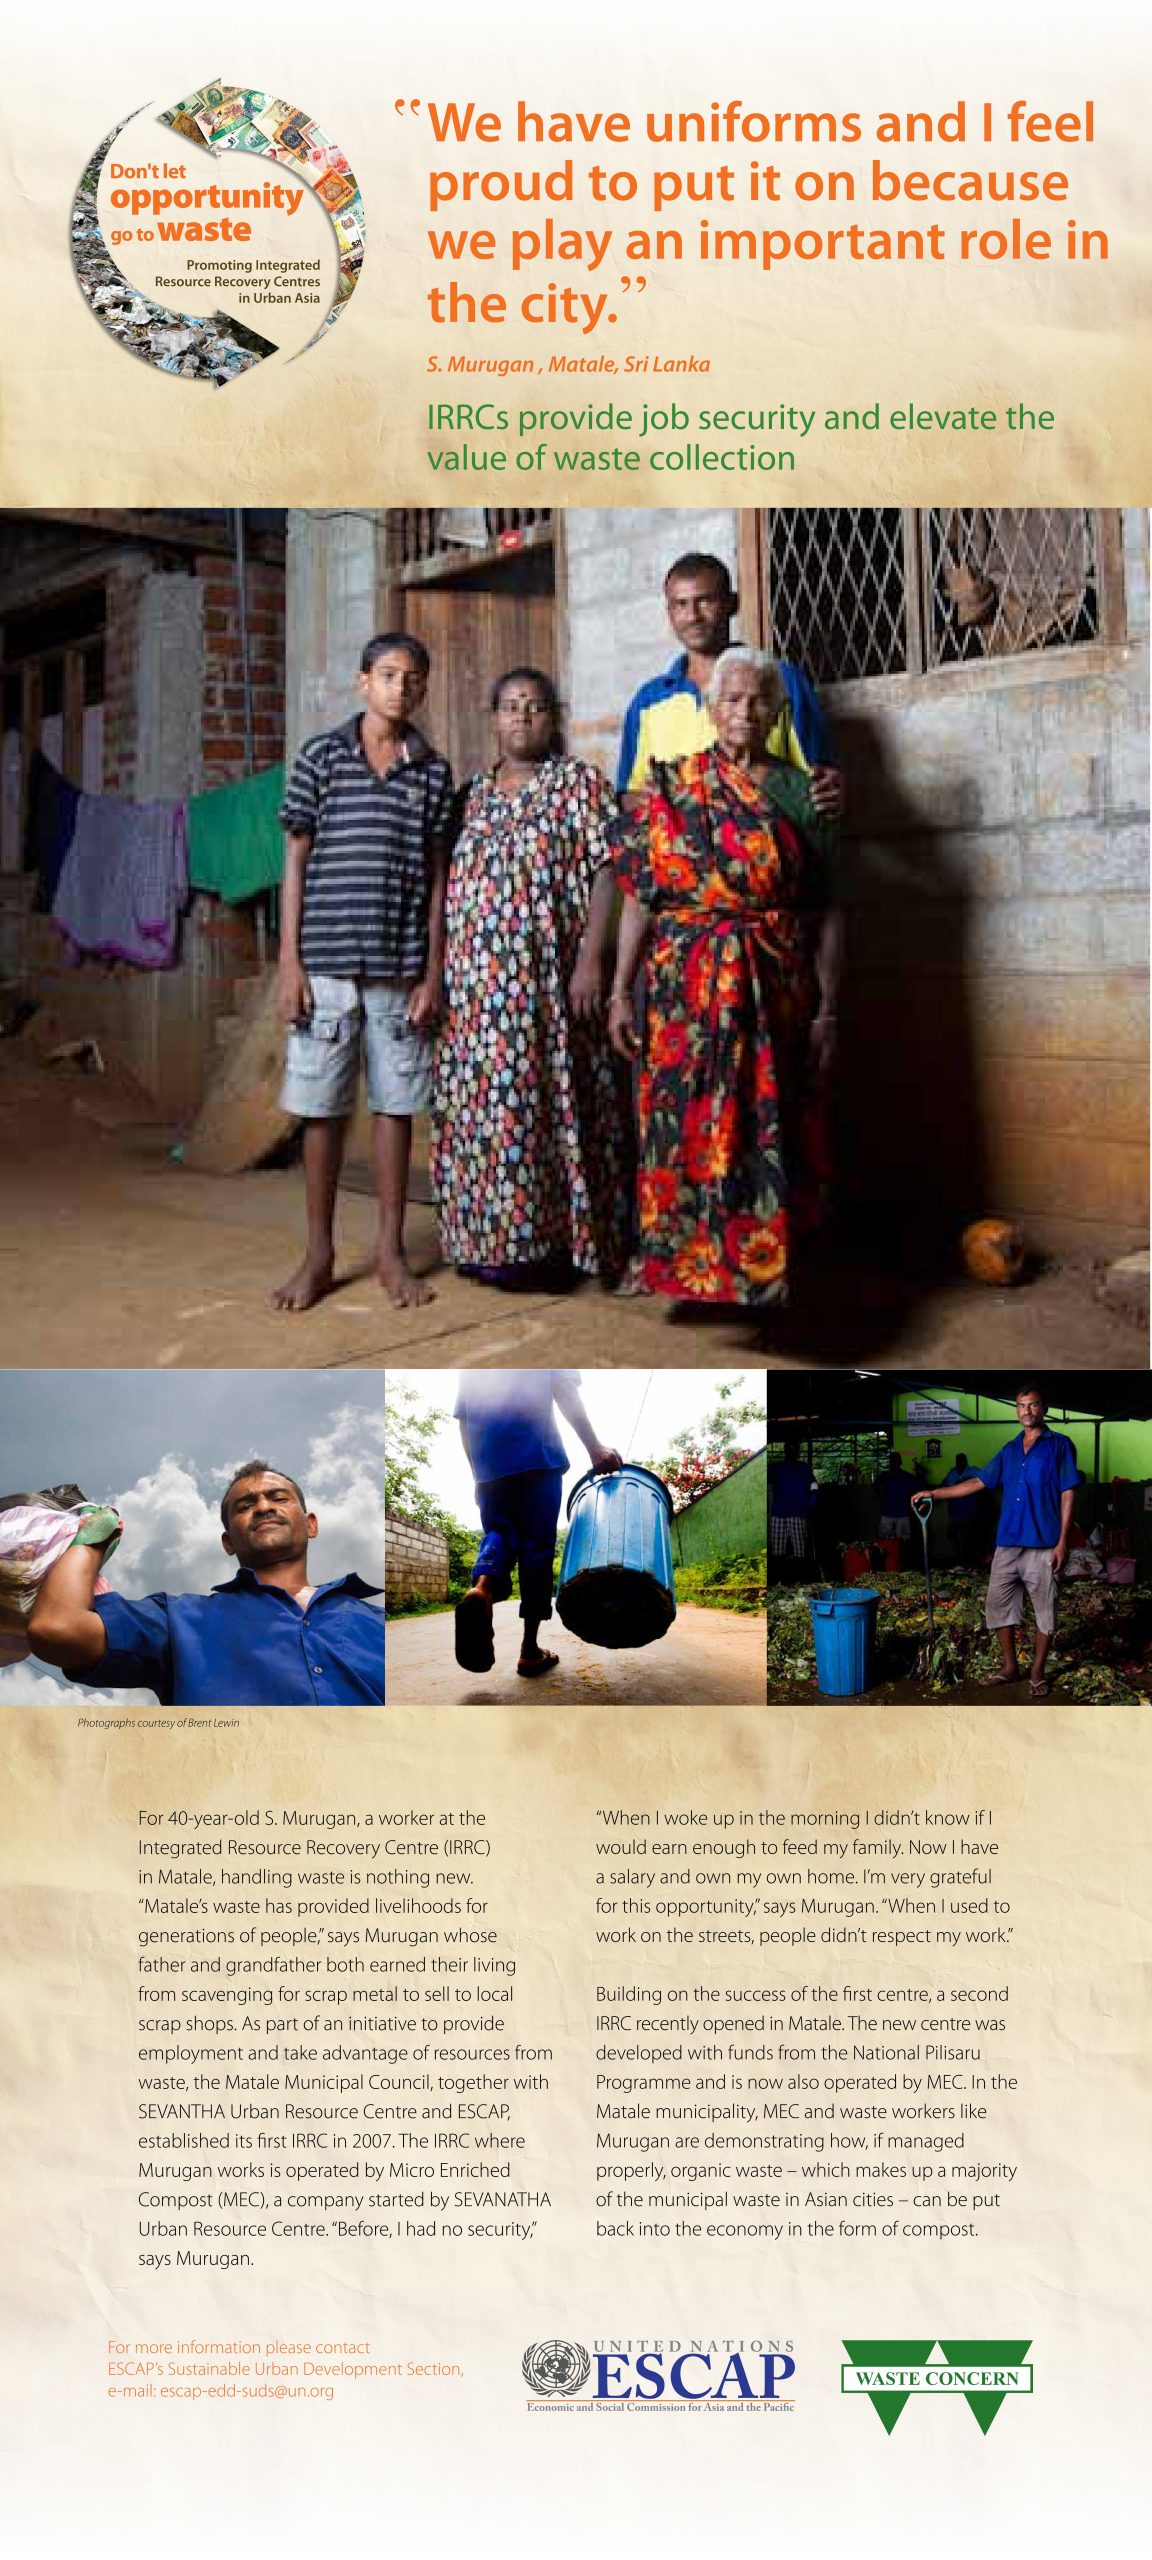 Don't let
opportunity
go to waste
Promoting Integrated
Resource Recovery Centres
in Urban Asia
“We have uniforms and I feel
proud to put it on because
we play an important role in
the city.”
S. Murugan , Matale, Sri Lanka
IRRCs provide job security and elevate the
value of waste collection
Photographs courtesy of Brent Lewin
For 40-year-old S. Murugan, a worker at the
Integrated Resource Recovery Centre (IRRC)
in Matale, handling waste is nothing new.
“Matale’s waste has provided livelihoods for
generations of people,” says Murugan whose
father and grandfather both earned their living
from scavenging for scrap metal to sell to local
scrap shops. As part of an initiative to provide
employment and take advantage of resources from
waste, the Matale Municipal Council, together with
SEVANTHA Urban Resource Centre and ESCAP,
established its first IRRC in 2007. The IRRC where
Murugan works is operated by Micro Enriched
Compost (MEC), a company started by SEVANATHA
Urban Resource Centre. “Before, I had no security,”
says Murugan.
“When I woke up in the morning I didn’t know if I
would earn enough to feed my family. Now I have
a salary and own my own home. I’m very grateful
for this opportunity,” says Murugan. “When I used to
work on the streets, people didn’t respect my work.”
Building on the success of the first centre, a second
IRRC recently opened in Matale. The new centre was
developed with funds from the National Pilisaru
Programme and is now also operated by MEC. In the
Matale municipality, MEC and waste workers like
Murugan are demonstrating how, if managed
properly, organic waste – which makes up a majority
of the municipal waste in Asian cities – can be put
back into the economy in the form of compost.
For more information please contact
ESCAP’s Sustainable Urban Development Section,
e-mail: escap-edd-suds@un.org
UNITED NATIONS
ESCAP
Economic and Social Commission for Asia and the Pacific
WASTE CONCERN